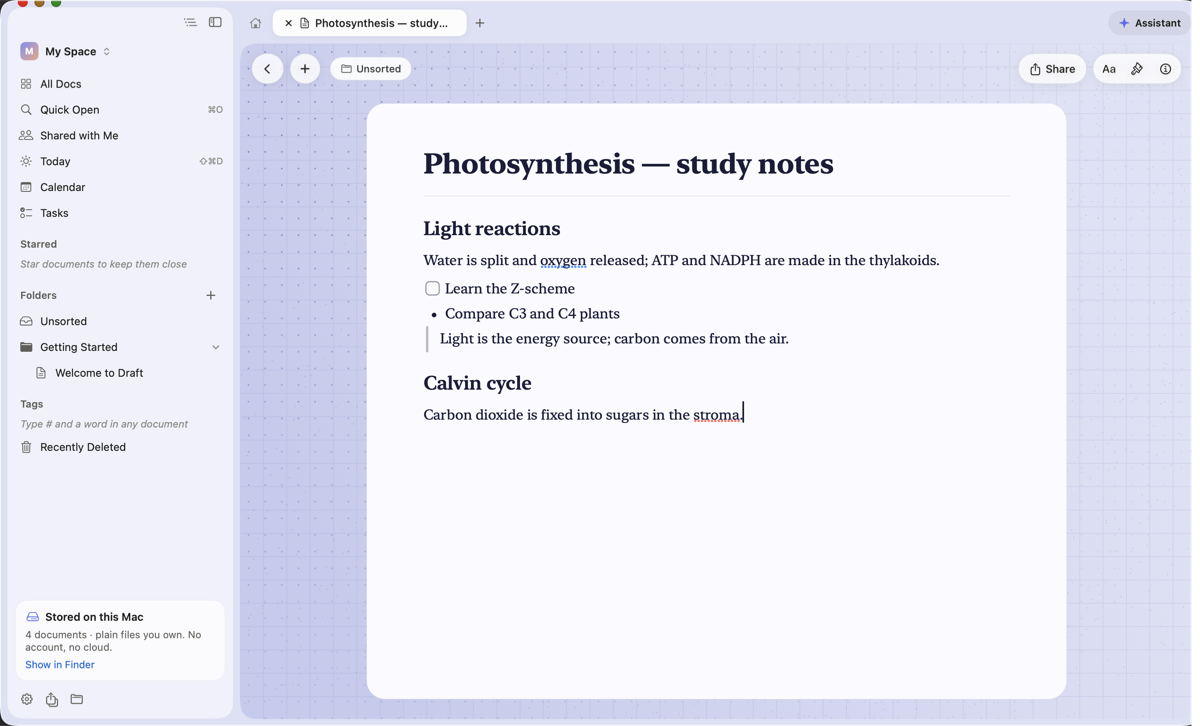 Photosynthesis — study...
Assistant
M My Space
All Docs
Quick Open ⌘O
Shared with Me
Today ⇧⌘D
Calendar
Tasks
Starred
Star documents to keep them close
Folders
Unsorted
Getting Started
Welcome to Draft
Tags
Type # and a word in any document
Recently Deleted
Stored on this Mac
4 documents · plain files you own. No
account, no cloud.
Show in Finder
Unsorted
Share
Aa
Photosynthesis — study notes
Light reactions
Water is split and oxygen released; ATP and NADPH are made in the thylakoids.
Learn the Z-scheme
• Compare C3 and C4 plants
Light is the energy source; carbon comes from the air.
Calvin cycle
Carbon dioxide is fixed into sugars in the stroma.